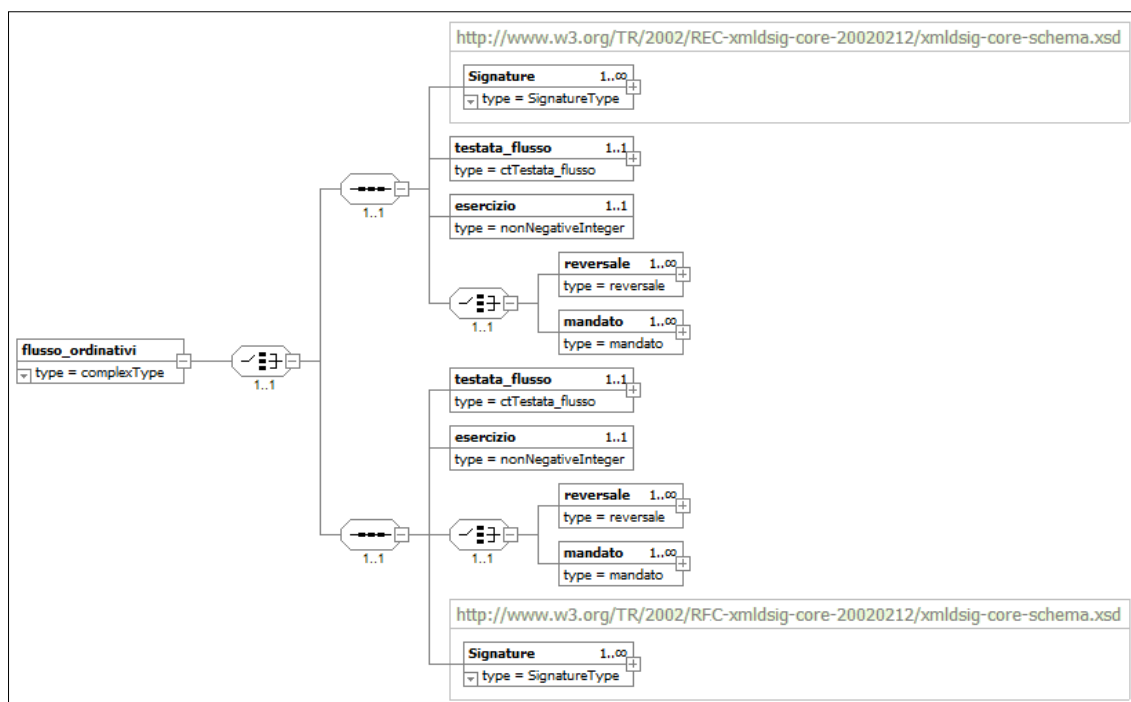 http://www.w3.org/TR/2002/REC-xmldsig-core-20020212/xmldsig-core-schema.xsd
Signature 1..∞
type = SignatureType
testata_flusso 1..1
type = ctTestata_flusso
1..1
esercizio 1..1
type = nonNegativeInteger
reversale 1..∞
type = reversale
1..1
mandato 1..∞
type = mandato
flusso_ordinativi
type = complexType
1..1
testata_flusso 1..1
type = ctTestata_flusso
esercizio 1..1
type = nonNegativeInteger
reversale 1..∞
type = reversale
1..1
1..1
mandato 1..∞
type = mandato
http://www.w3.org/TR/2002/REC-xmldsig-core-20020212/xmldsig-core-schema.xsd
Signature 1..∞
type = SignatureType